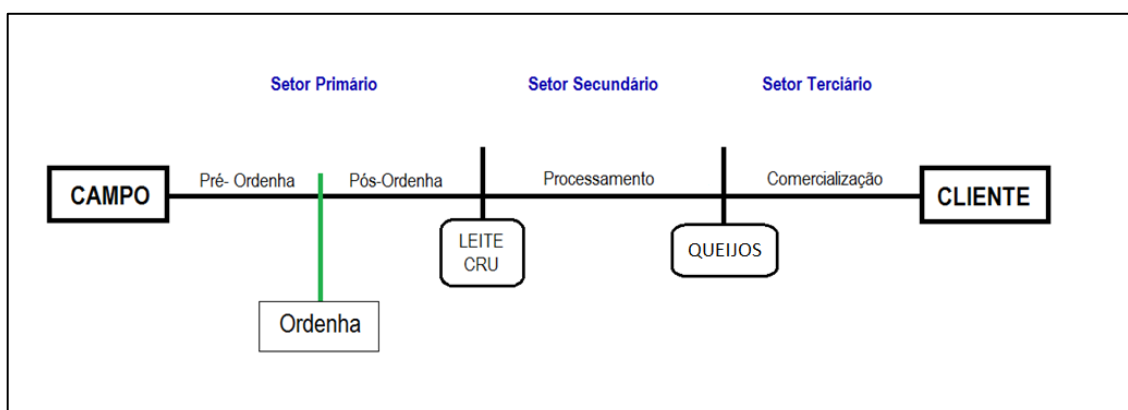 Setor Primário
Setor Secundário
Setor Terciário
CAMPO
Pré- Ordenha
Pós-Ordenha
Processamento
Comercialização
CLIENTE
LEITE
CRU
QUEIJOS
Ordenha